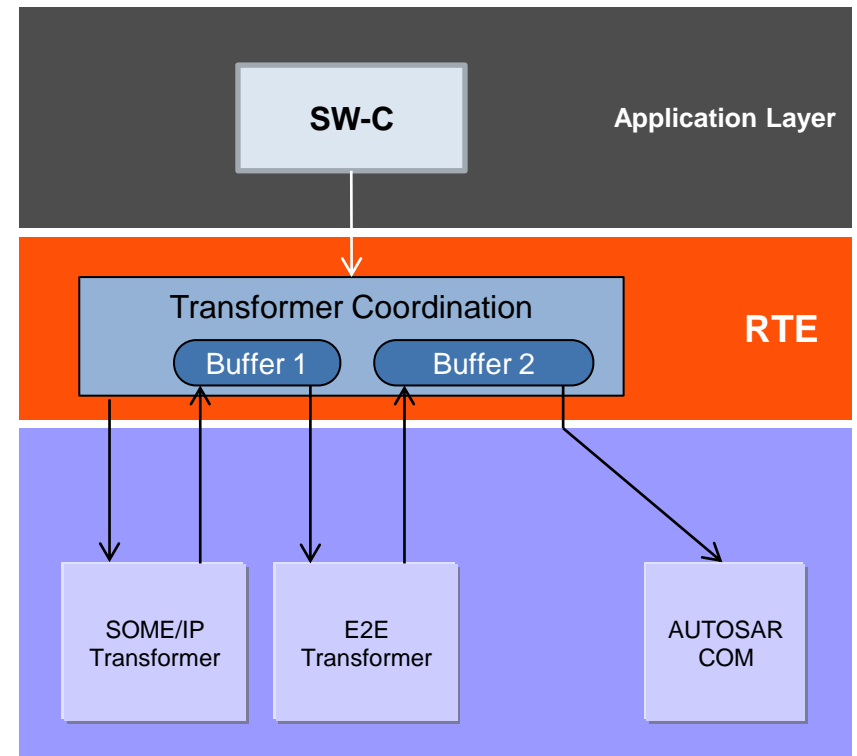 SW-C
Application Layer
Transformer Coordination
Buffer 1
Buffer 2
RTE
SOME/IP
Transformer
E2E
Transformer
AUTOSAR
COM